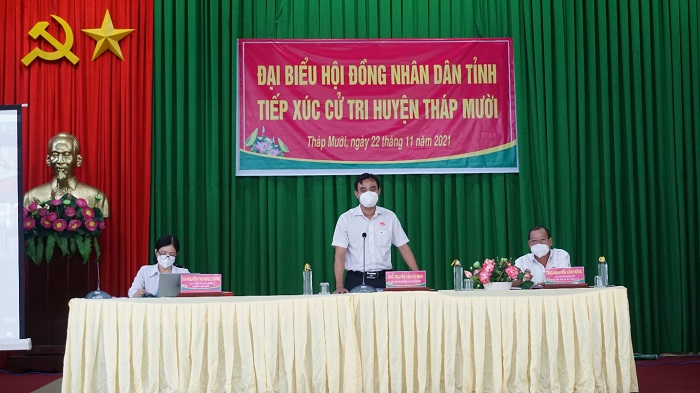 ĐẠI BIỂU HỘI ĐỒNG NHÂN DÂN TỈNH
TIẾP XÚC CỬ TRI HUYỆN THÁP MƯỜI
Tháp Mười, ngày 22 tháng 11 năm 2021